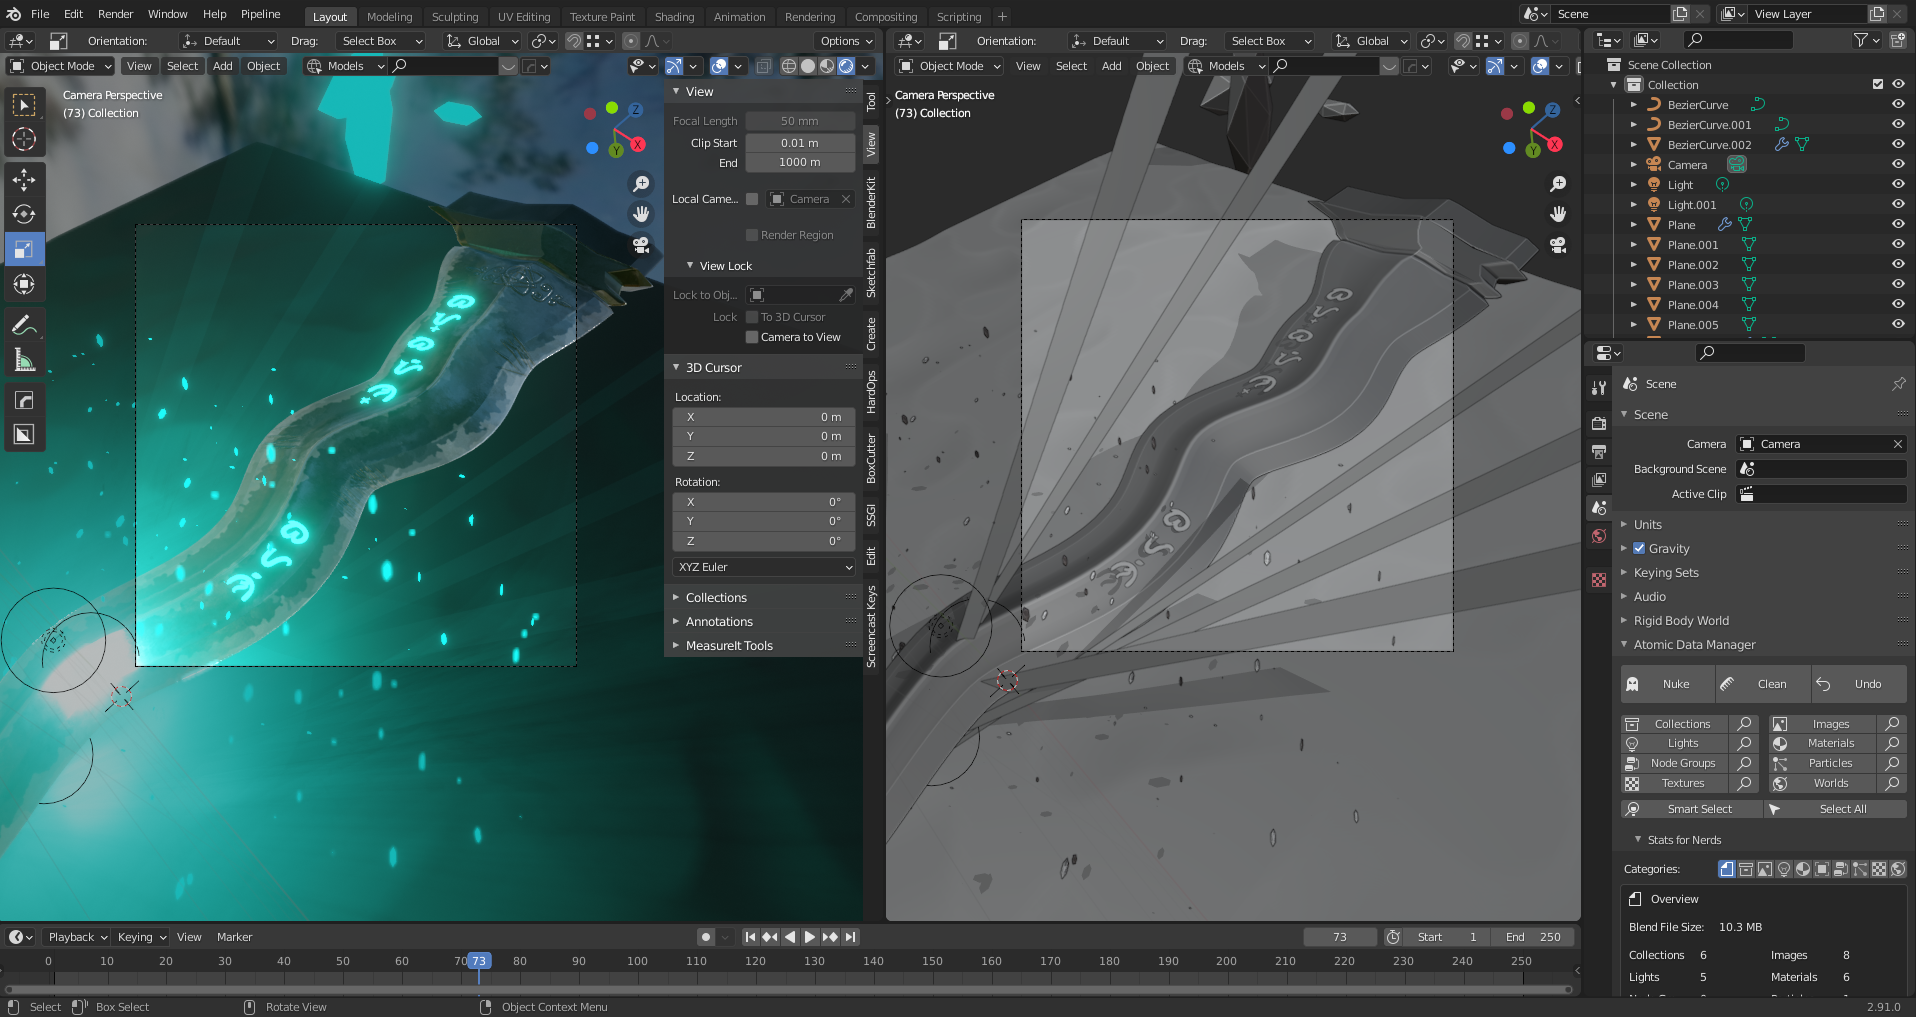 File Edit Render Window Help Pipeline Layout Modeling Sculpting UV Editing Texture Paint Shading Animation Rendering Compositing Scripting + Scene View Layer
Orientation: Default Drag: Select Box Global Options
Orientation: Default Drag: Select Box Global
Object Mode View Select Add Object Models
Object Mode View Select Add Object Models
Camera Perspective
(73) Collection
Z
X
Y
View
Focal Length 50 mm
Clip Start 0.01 m
End 1000 m
Local Came... Camera
Render Region
View Lock
Lock to Obj...
Lock To 3D Cursor
Camera to View
3D Cursor
Location:
X 0 m
Y 0 m
Z 0 m
Rotation:
X 0°
Y 0°
Z 0°
XYZ Euler
Collections
Annotations
MeasureIt Tools
Tool
View
BlenderKit
Sketchfab
Create
HardOps
BoxCutter
SSGI
Edit
Screencast Keys
Camera Perspective
(73) Collection
Z
X
Y
Scene Collection
Collection
BezierCurve
BezierCurve.001
BezierCurve.002
Camera
Light
Light.001
Plane
Plane.001
Plane.002
Plane.003
Plane.004
Plane.005
Scene
Scene
Camera Camera
Background Scene
Active Clip
Units
Gravity
Keying Sets
Audio
Rigid Body World
Atomic Data Manager
Nuke Clean Undo
Collections Images
Lights Materials
Node Groups Particles
Textures Worlds
Smart Select Select All
Stats for Nerds
Categories:
Overview
Blend File Size: 10.3 MB
Collections 6 Images 8
Lights 5 Materials 6
Playback Keying View Marker 73 Start 1 End 250
0 10 20 30 40 50 60 70 73 80 90 100 110 120 130 140 150 160 170 180 190 200 210 220 230 240 250 260
Select Box Select Rotate View Object Context Menu 2.91.0